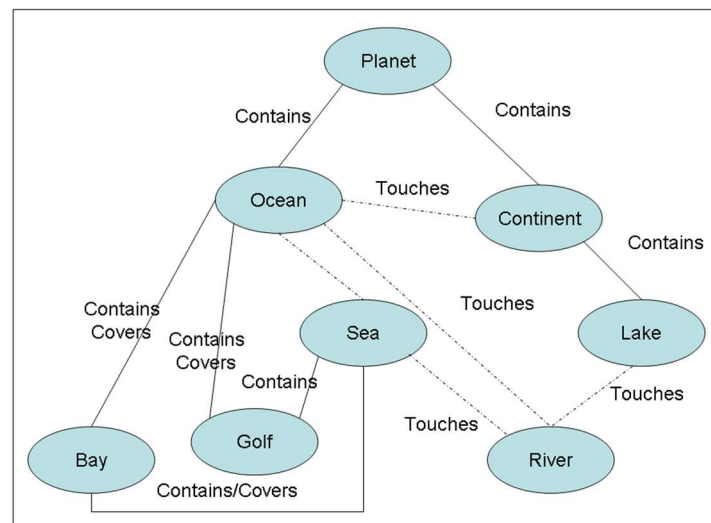 Planet
Contains
Contains
Ocean
Touches
Continent
Contains
Contains
Covers
Contains
Covers
Touches
Sea
Lake
Contains
Touches
Touches
Bay
Golf
River
Contains/Covers